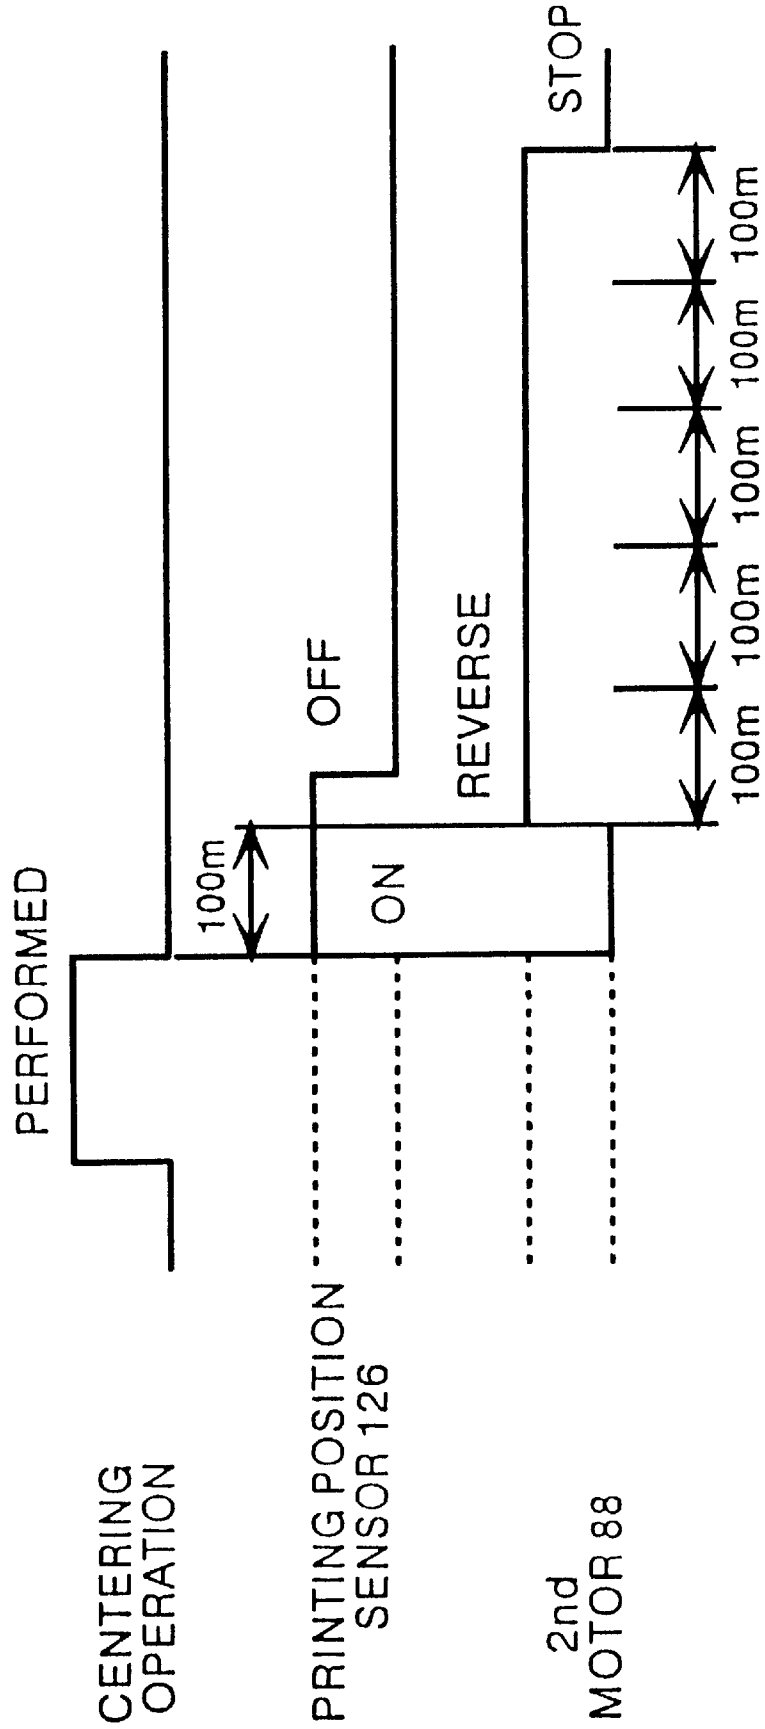 CENTERING
OPERATION
PERFORMED
PRINTING POSITION
SENSOR 126
100m
ON
OFF
2nd
MOTOR 88
REVERSE
STOP
100m
100m
100m
100m
100m